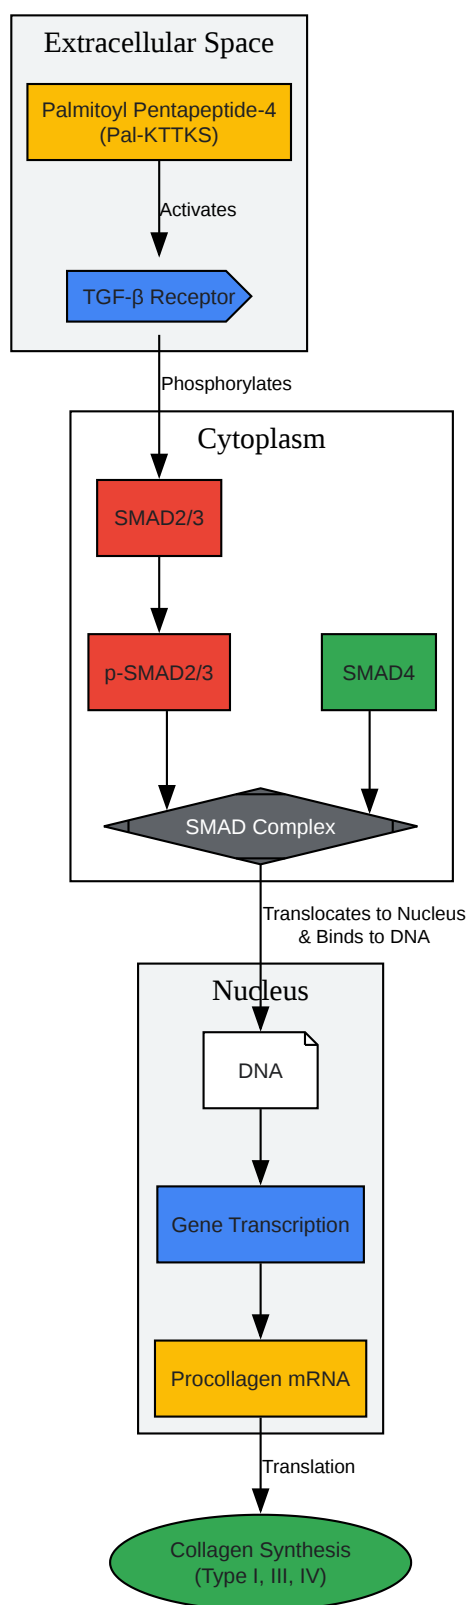 Extracellular Space
Palmitoyl Pentapeptide-4
(Pal-KTTKS)
Activates
TGF-β Receptor
Phosphorylates
Cytoplasm
SMAD2/3
p-SMAD2/3
SMAD4
SMAD Complex
Translocates to Nucleus
& Binds to DNA
Nucleus
DNA
Gene Transcription
Procollagen mRNA
Translation
Collagen Synthesis
(Type I, III, IV)